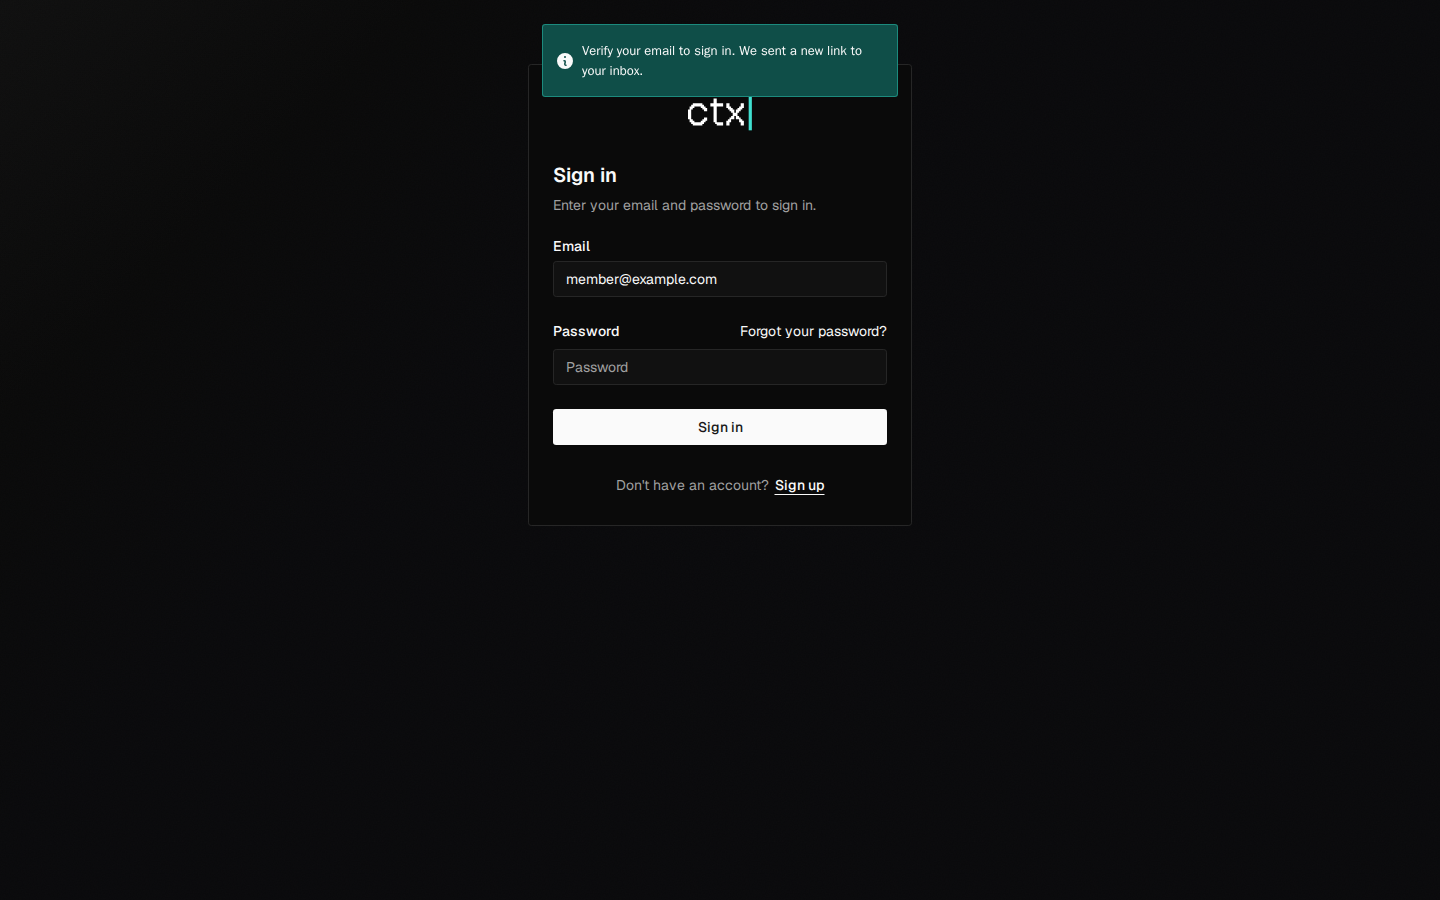 Verify your email to sign in. We sent a new link to
your inbox.
ctx
Sign in
Enter your email and password to sign in.
Email
member@example.com
Password
Forgot your password?
Password
Sign in
Don't have an account? Sign up